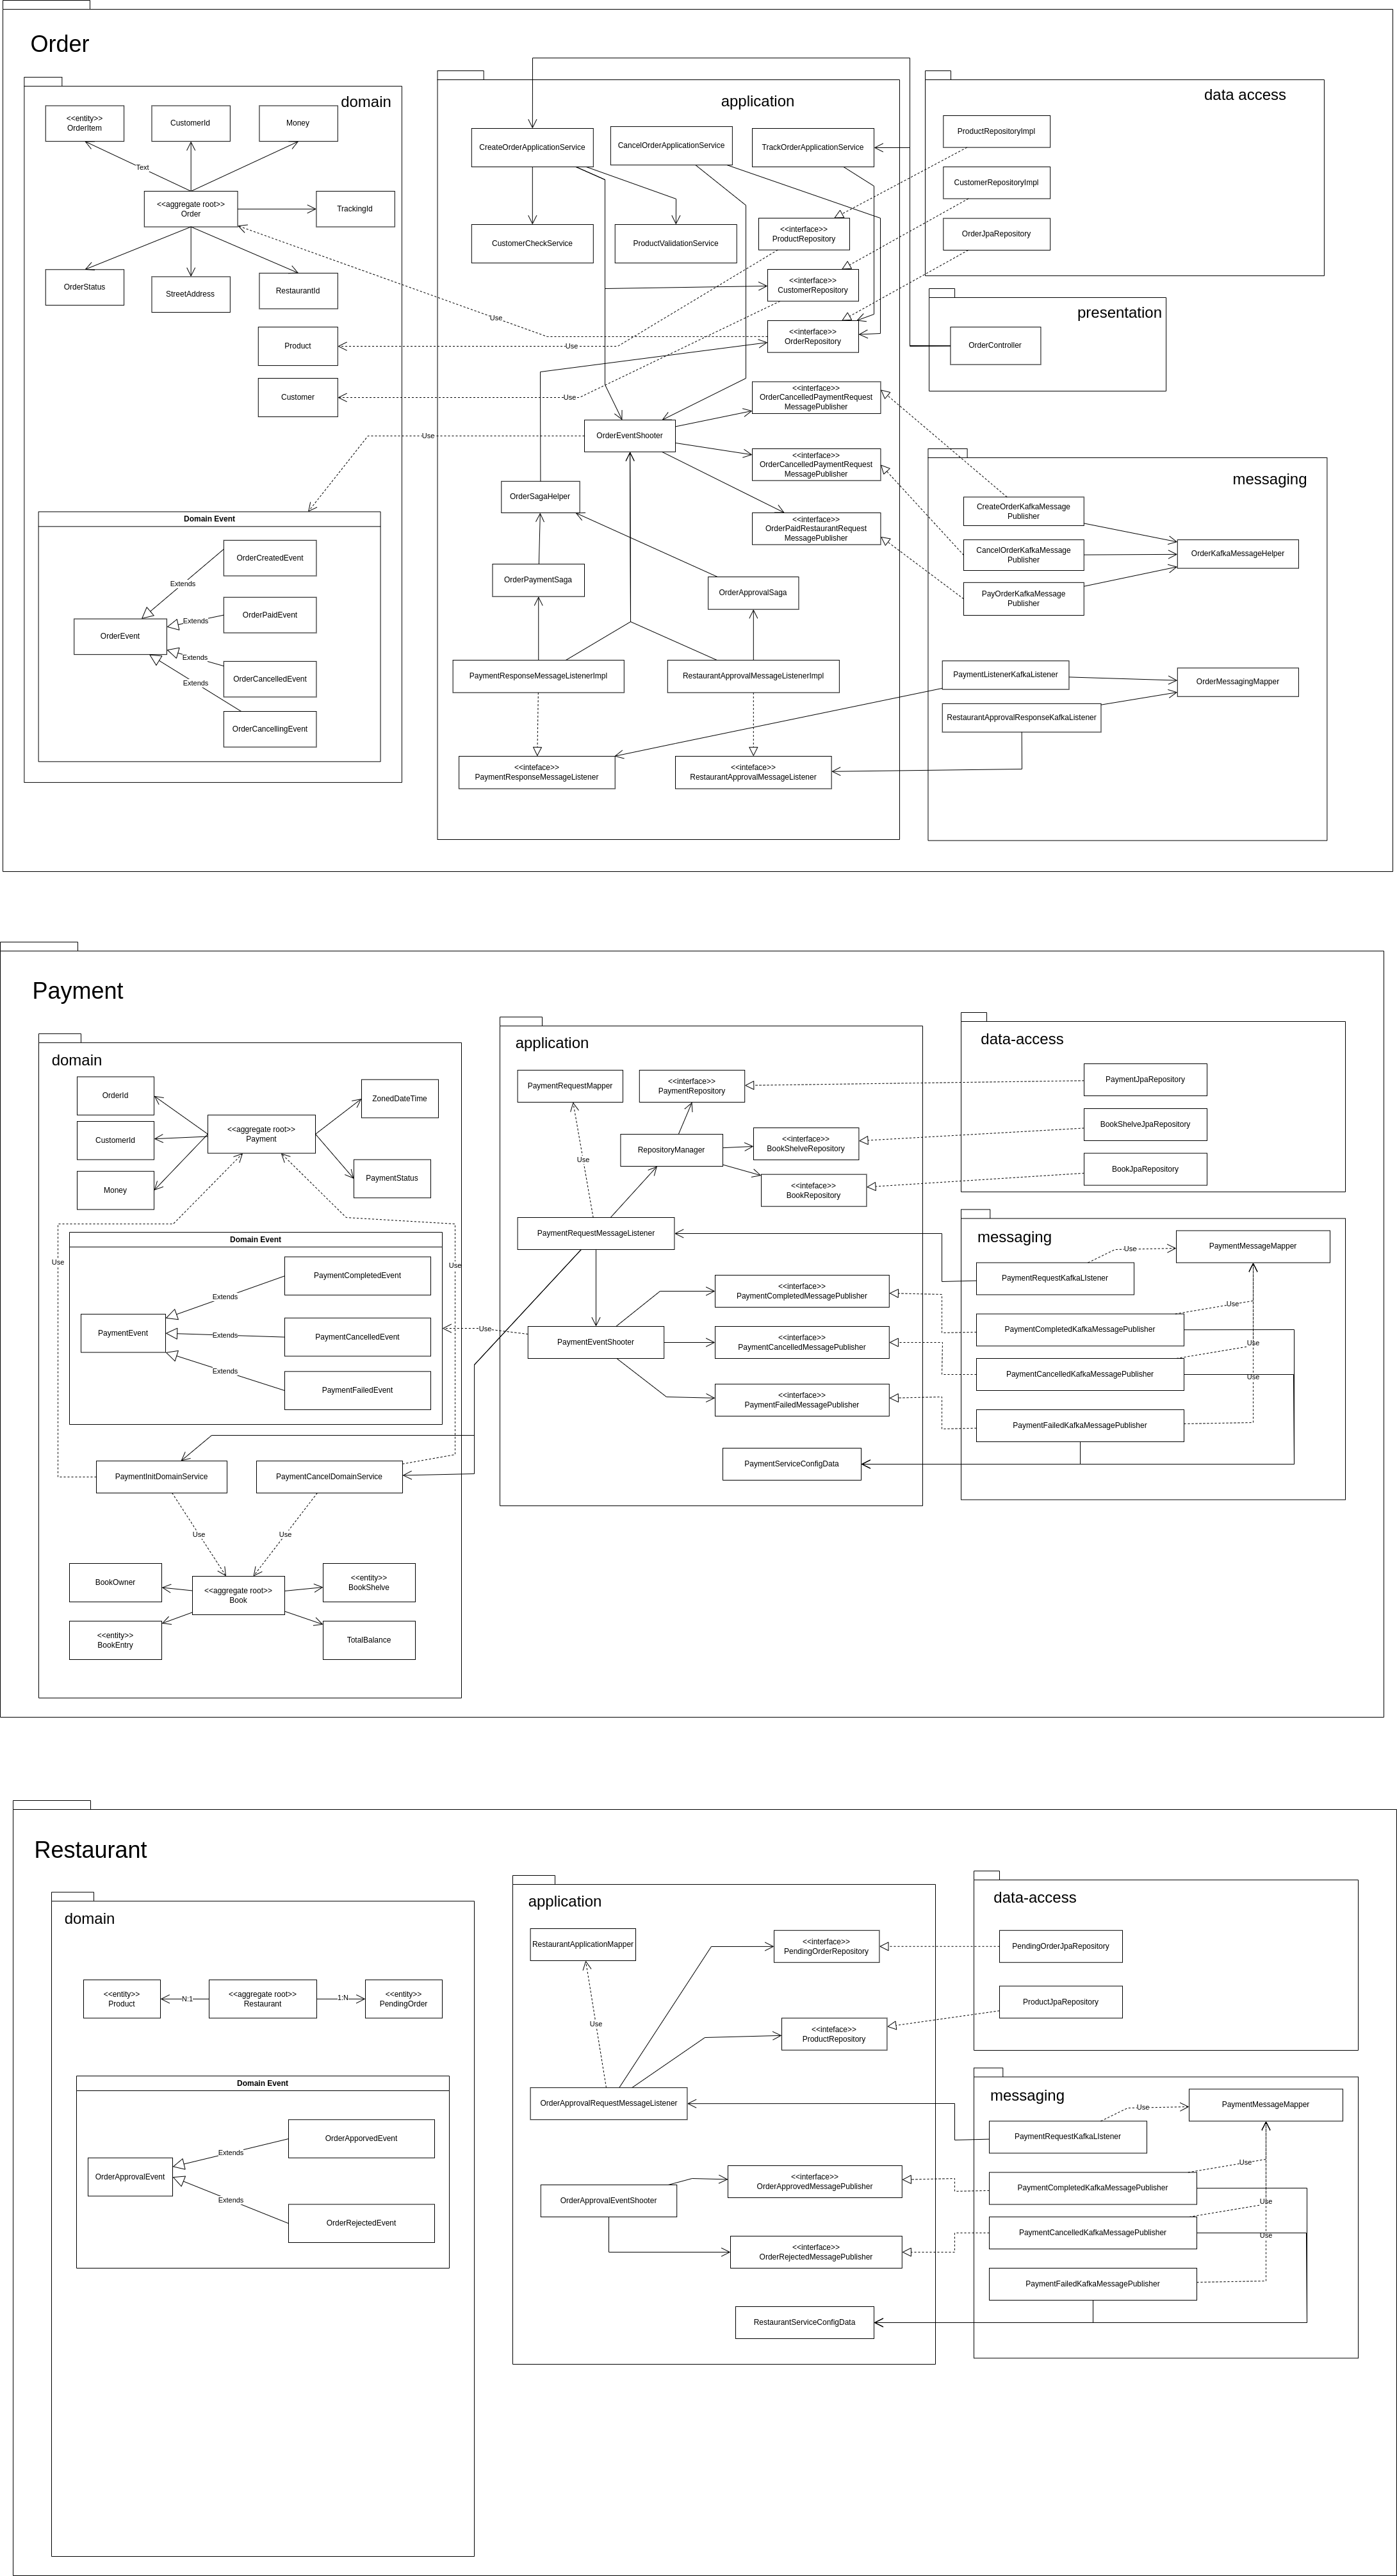 Order
domain
<<entity>>
OrderItem
CustomerId
Money
Text
<<aggregate root>>
Order
TrackingId
OrderStatus
StreetAddress
RestaurantId
Product
Customer
Use
Use
Use
Use
Domain Event
OrderCreatedEvent
Extends
OrderPaidEvent
Extends
OrderEvent
Extends
OrderCancelledEvent
Extends
OrderCancellingEvent
application
CreateOrderApplicationService
CancelOrderApplicationService
TrackOrderApplicationService
CustomerCheckService
ProductValidationService
<<interface>>
ProductRepository
<<interface>>
CustomerRepository
<<interface>>
OrderRepository
<<interface>>
OrderCancelledPaymentRequest
MessagePublisher
OrderEventShooter
<<interface>>
OrderCancelledPaymentRequest
MessagePublisher
OrderSagaHelper
<<interface>>
OrderPaidRestaurantRequest
MessagePublisher
OrderPaymentSaga
OrderApprovalSaga
PaymentResponseMessageListenerImpl
RestaurantApprovalMessageListenerImpl
<<inteface>>
PaymentResponseMessageListener
<<inteface>>
RestaurantApprovalMessageListener
data access
ProductRepositoryImpl
CustomerRepositoryImpl
OrderJpaRepository
presentation
OrderController
messaging
CreateOrderKafkaMessage
Publisher
CancelOrderKafkaMessage
Publisher
OrderKafkaMessageHelper
PayOrderKafkaMessage
Publisher
PaymentListenerKafkaListener
OrderMessagingMapper
RestaurantApprovalResponseKafkaListener
Payment
domain
OrderId
ZonedDateTime
<<aggregate root>>
Payment
CustomerId
PaymentStatus
Money
Use
Use
Domain Event
PaymentCompletedEvent
Extends
PaymentEvent
Extends
PaymentCancelledEvent
Extends
PaymentFailedEvent
Use
PaymentInitDomainService
PaymentCancelDomainService
Use
Use
BookOwner
<<entity>>
BookShelve
<<aggregate root>>
Book
<<entity>>
BookEntry
TotalBalance
application
PaymentRequestMapper
<<interface>>
PaymentRepository
Use
RepositoryManager
<<interface>>
BookShelveRepository
<<inteface>>
BookRepository
PaymentRequestMessageListener
<<interface>>
PaymentCompletedMessagePublisher
PaymentEventShooter
<<interface>>
PaymentCancelledMessagePublisher
<<interface>>
PaymentFailedMessagePublisher
PaymentServiceConfigData
data-access
PaymentJpaRepository
BookShelveJpaRepository
BookJpaRepository
messaging
Use
PaymentMessageMapper
PaymentRequestKafkaLIstener
Use
PaymentCompletedKafkaMessagePublisher
Use
PaymentCancelledKafkaMessagePublisher
Use
PaymentFailedKafkaMessagePublisher
Restaurant
domain
<<entity>>
Product
N:1
<<aggregate root>>
Restaurant
1:N
<<entity>>
PendingOrder
Domain Event
OrderApporvedEvent
Extends
OrderApprovalEvent
Extends
OrderRejectedEvent
application
RestaurantApplicationMapper
<<interface>>
PendingOrderRepository
Use
<<inteface>>
ProductRepository
OrderApprovalRequestMessageListener
<<interface>>
OrderApprovedMessagePublisher
OrderApprovalEventShooter
<<interface>>
OrderRejectedMessagePublisher
RestaurantServiceConfigData
data-access
PendingOrderJpaRepository
ProductJpaRepository
messaging
Use
PaymentMessageMapper
PaymentRequestKafkaLIstener
Use
PaymentCompletedKafkaMessagePublisher
Use
PaymentCancelledKafkaMessagePublisher
Use
PaymentFailedKafkaMessagePublisher